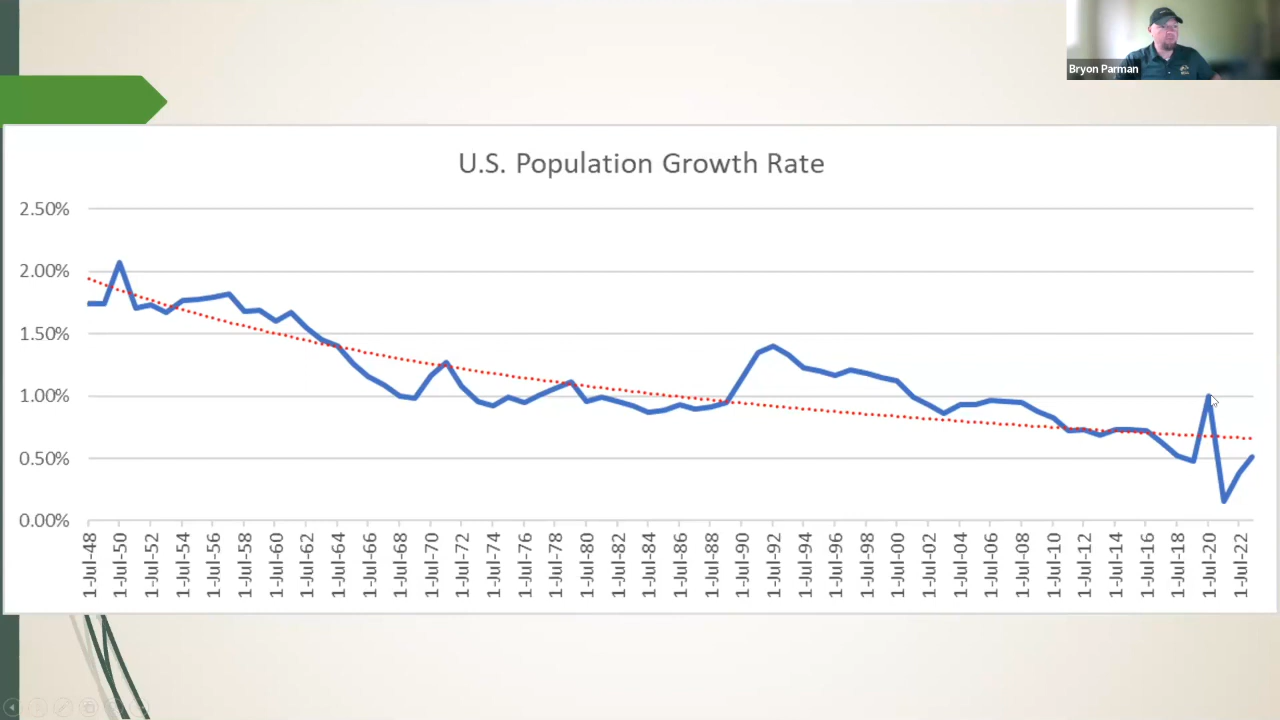 Bryon Parman
U.S. Population Growth Rate
2.50%
2.00%
1.50%
1.00%
0.50%
0.00%
1-Jul-48
1-Jul-50
1-Jul-52
1-Jul-54
1-Jul-56
1-Jul-58
1-Jul-60
1-Jul-62
1-Jul-64
1-Jul-66
1-Jul-68
1-Jul-70
1-Jul-72
1-Jul-74
1-Jul-76
1-Jul-78
1-Jul-80
1-Jul-82
1-Jul-84
1-Jul-86
1-Jul-88
1-Jul-90
1-Jul-92
1-Jul-94
1-Jul-96
1-Jul-98
1-Jul-00
1-Jul-02
1-Jul-04
1-Jul-06
1-Jul-08
1-Jul-10
1-Jul-12
1-Jul-14
1-Jul-16
1-Jul-18
1-Jul-20
1-Jul-22